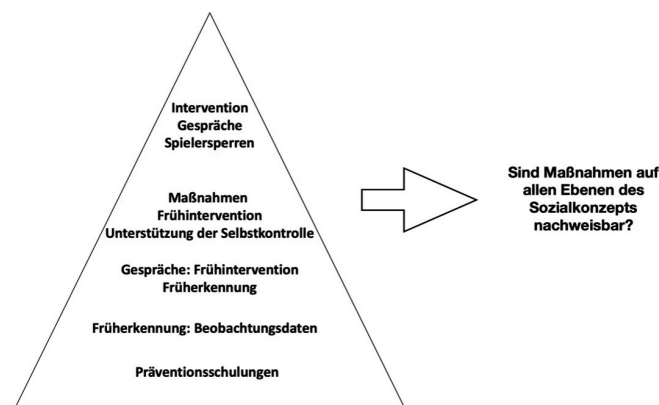 Intervention
Gespräche
Spielersperren
Maßnahmen
Frühintervention
Unterstützung der Selbstkontrolle
Gespräche: Frühintervention
Früherkennung
Früherkennung: Beobachtungsdaten
Präventionsschulungen
Sind Maßnahmen auf
allen Ebenen des
Sozialkonzepts
nachweisbar?